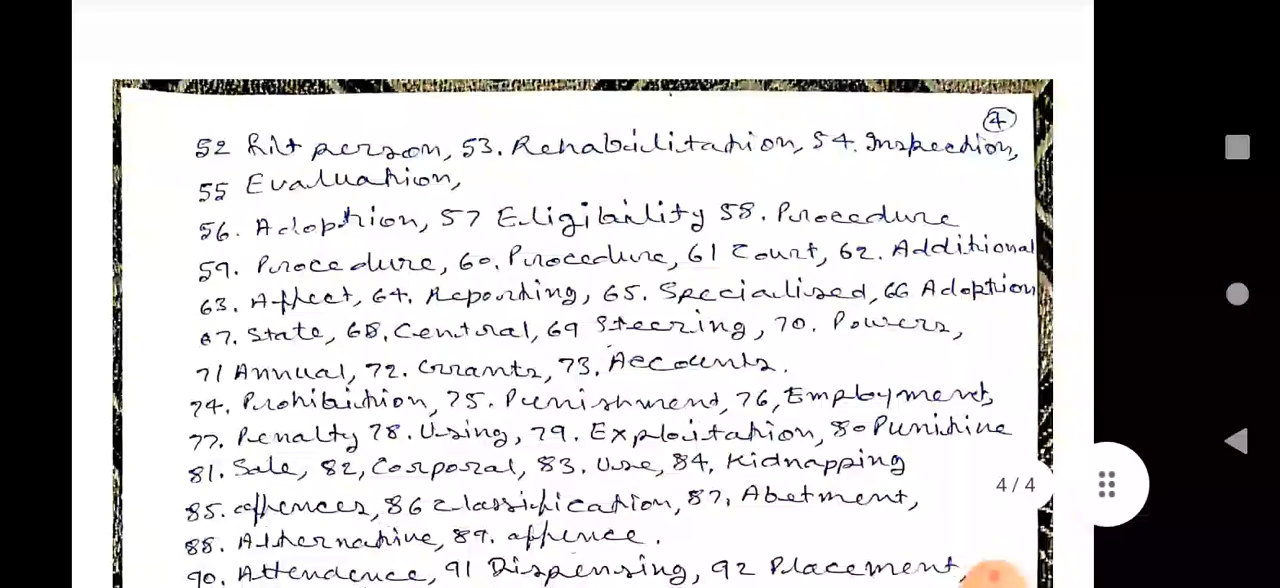 4
52 fit person, 53. Rehabilitation, 54. Inspection,
55 Evaluation,
56. Adoption, 57 Eligibility 58. Procedure
59. Procedure, 60. Procedure, 61 Court, 62. Additional
63. Affect, 64. Reporting, 65. Specialised, 66 Adoption
67. State, 68. Central, 69 Steering, 70. Powers,
71 Annual, 72. Grants, 73. Accounts.
74. Prohibition, 75. Punishment, 76, Employment,
77. Penalty 78. Using, 79. Exploitation, 80 Punitive
81. Sale, 82, Corporal, 83. Use, 84, Kidnapping
85. offences, 86 classification, 87, Abetment,
88. Alternative, 89. offence.
90. Attendence, 91 Dispensing, 92 Placement,
4 / 4